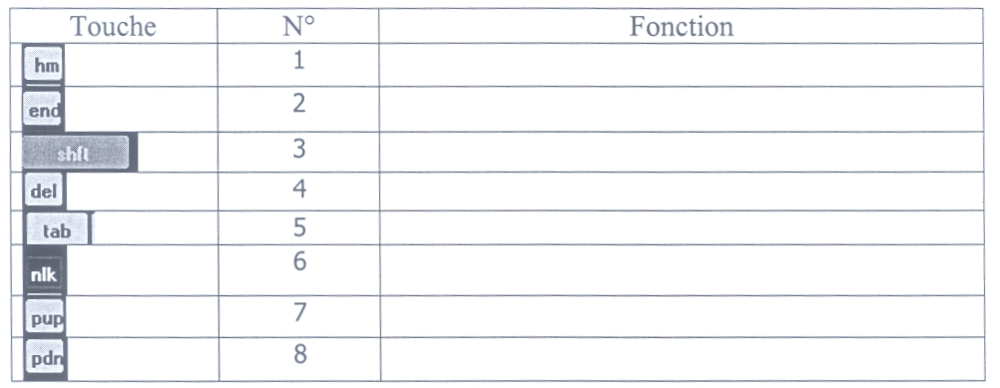 Touche N° Fonction
hm 1
end 2
shft 3
del 4
tab 5
nlk 6
pup 7
pdn 8